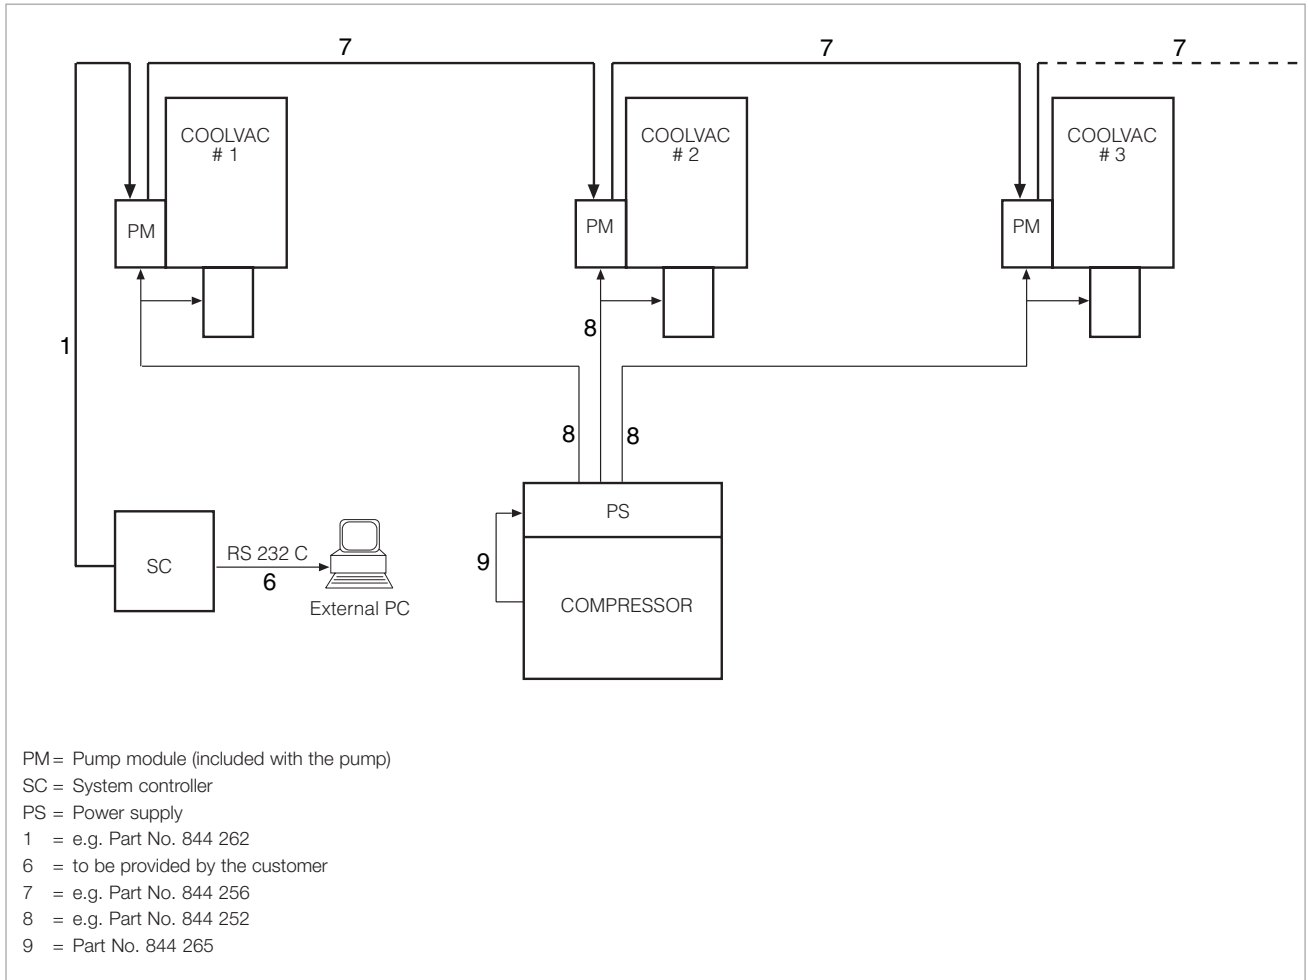 7 7 7
COOLVAC
# 1
COOLVAC
# 2
COOLVAC
# 3
PM
PM
PM
1
8
8
8
PS
9
COMPRESSOR
SC
RS 232 C
6
External PC
PM = Pump module (included with the pump)
SC = System controller
PS = Power supply
1 = e.g. Part No. 844 262
6 = to be provided by the customer
7 = e.g. Part No. 844 256
8 = e.g. Part No. 844 252
9 = Part No. 844 265